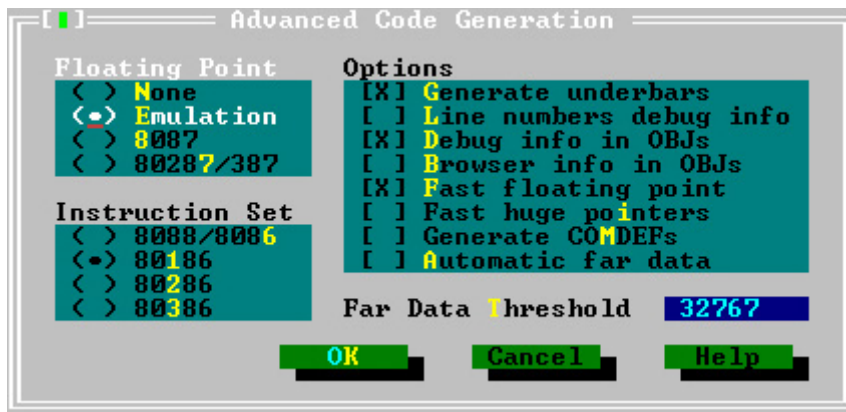 [ ] Advanced Code Generation
Floating Point
( ) None
(•) Emulation
( ) 8087
( ) 80287/387
Instruction Set
( ) 8088/8086
(•) 80186
( ) 80286
( ) 80386
Options
[X] Generate underbars
[ ] Line numbers debug info
[X] Debug info in OBJs
[ ] Browser info in OBJs
[X] Fast floating point
[ ] Fast huge pointers
[ ] Generate COMDEFs
[ ] Automatic far data
Far Data Threshold 32767
OK Cancel Help